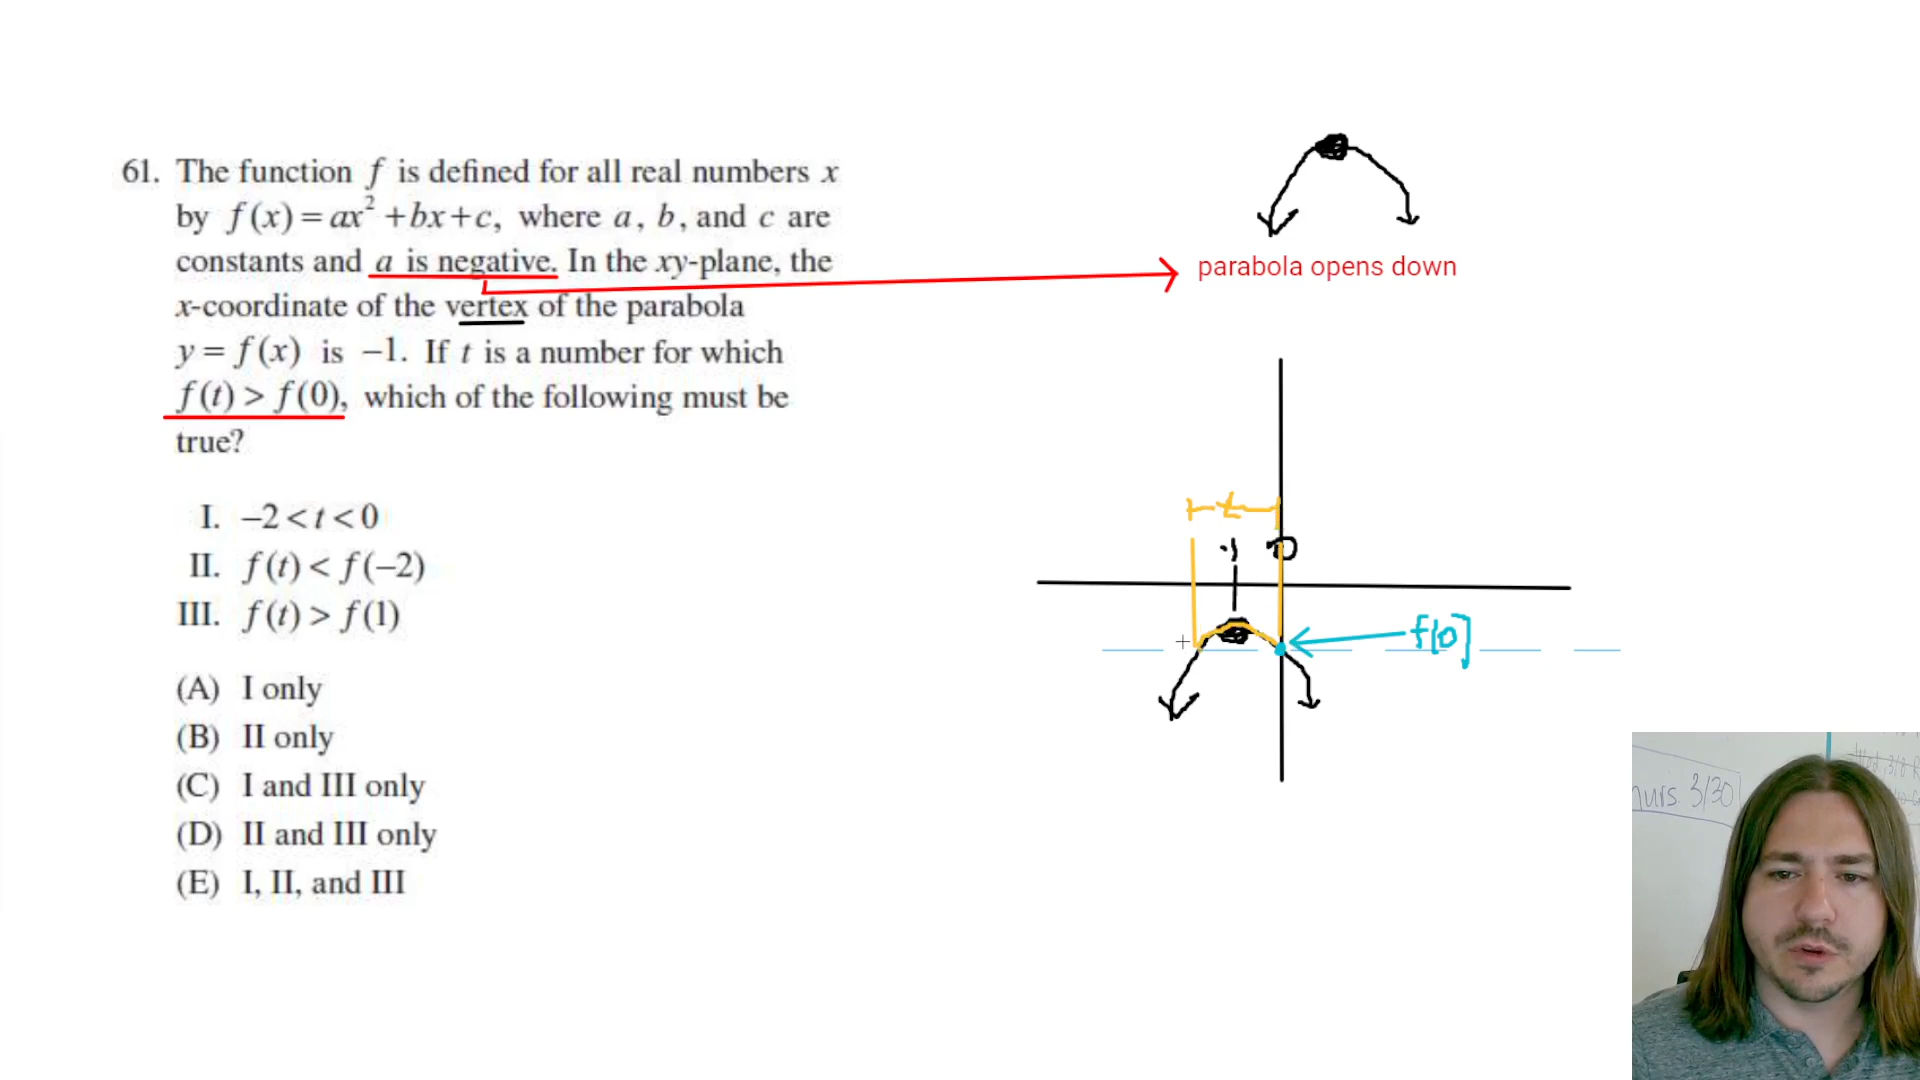 61. The function f is defined for all real numbers x
by f(x) = ax² + bx + c, where a, b, and c are
constants and a is negative. In the xy-plane, the
x-coordinate of the vertex of the parabola
y = f(x) is −1. If t is a number for which
f(t) > f(0), which of the following must be
true?
I. −2 < t < 0
II. f(t) < f(−2)
III. f(t) > f(1)
(A) I only
(B) II only
(C) I and III only
(D) II and III only
(E) I, II, and III
parabola opens down
t
-1 0
f(0)
3/30